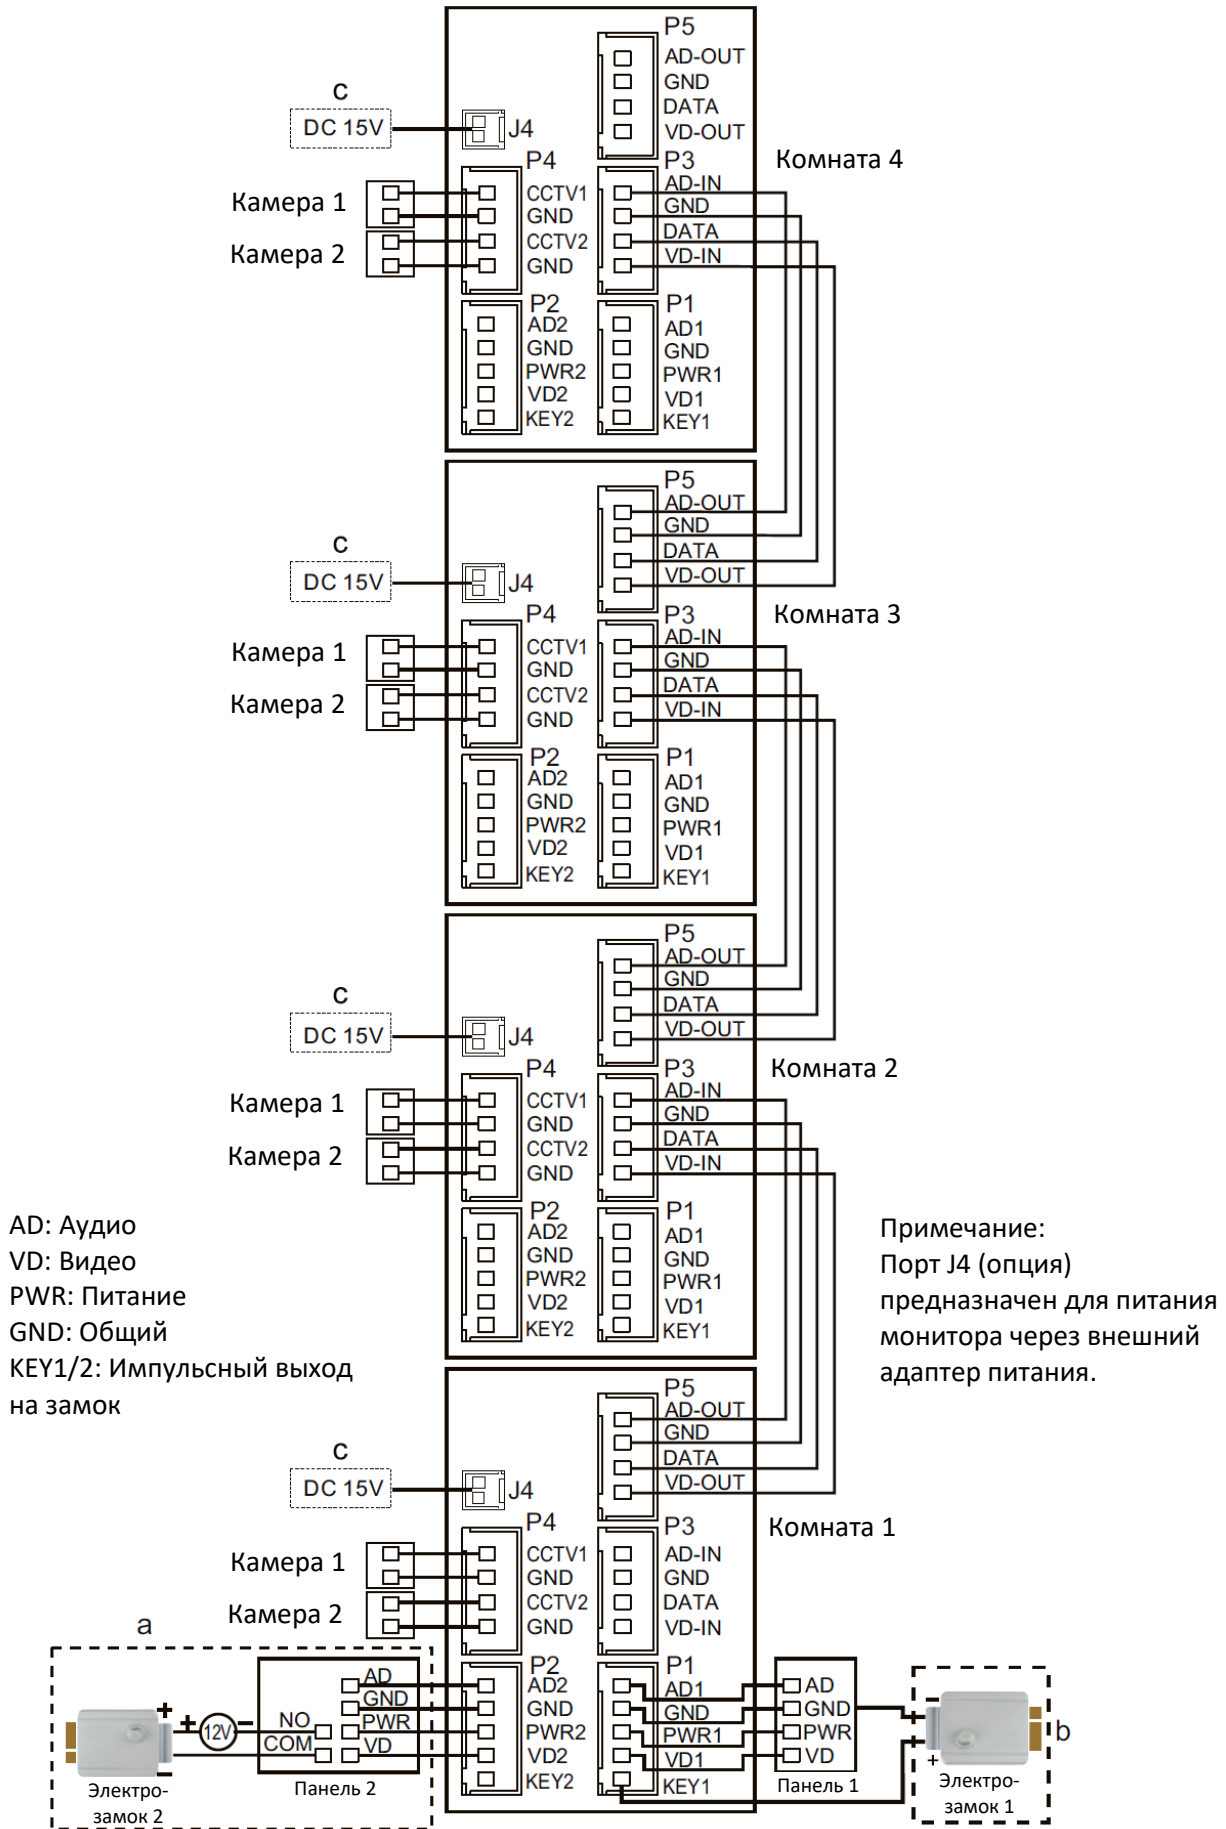 P5
AD-OUT
GND
DATA
VD-OUT
C
DC 15V
J4
Комната 4
P4
CCTV1
GND
CCTV2
GND
Камера 1
Камера 2
P3
AD-IN
GND
DATA
VD-IN
P2
AD2
GND
PWR2
VD2
KEY2
P1
AD1
GND
PWR1
VD1
KEY1
P5
AD-OUT
GND
DATA
VD-OUT
C
DC 15V
J4
Комната 3
P4
CCTV1
GND
CCTV2
GND
Камера 1
Камера 2
P3
AD-IN
GND
DATA
VD-IN
P2
AD2
GND
PWR2
VD2
KEY2
P1
AD1
GND
PWR1
VD1
KEY1
P5
AD-OUT
GND
DATA
VD-OUT
C
DC 15V
J4
Комната 2
P4
CCTV1
GND
CCTV2
GND
Камера 1
Камера 2
P3
AD-IN
GND
DATA
VD-IN
P2
AD2
GND
PWR2
VD2
KEY2
P1
AD1
GND
PWR1
VD1
KEY1
AD: Аудио
VD: Видео
PWR: Питание
GND: Общий
KEY1/2: Импульсный выход
на замок
Примечание:
Порт J4 (опция)
предназначен для питания
монитора через внешний
адаптер питания.
P5
AD-OUT
GND
DATA
VD-OUT
C
DC 15V
J4
Комната 1
P4
CCTV1
GND
CCTV2
GND
Камера 1
Камера 2
P3
AD-IN
GND
DATA
VD-IN
a
+
+
12V
–
–
NO
COM
AD
GND
PWR
VD
Электро-
замок 2
Панель 2
P2
AD2
GND
PWR2
VD2
KEY2
P1
AD1
GND
PWR1
VD1
KEY1
AD
GND
PWR
VD
Панель 1
–
+
b
Электро-
замок 1